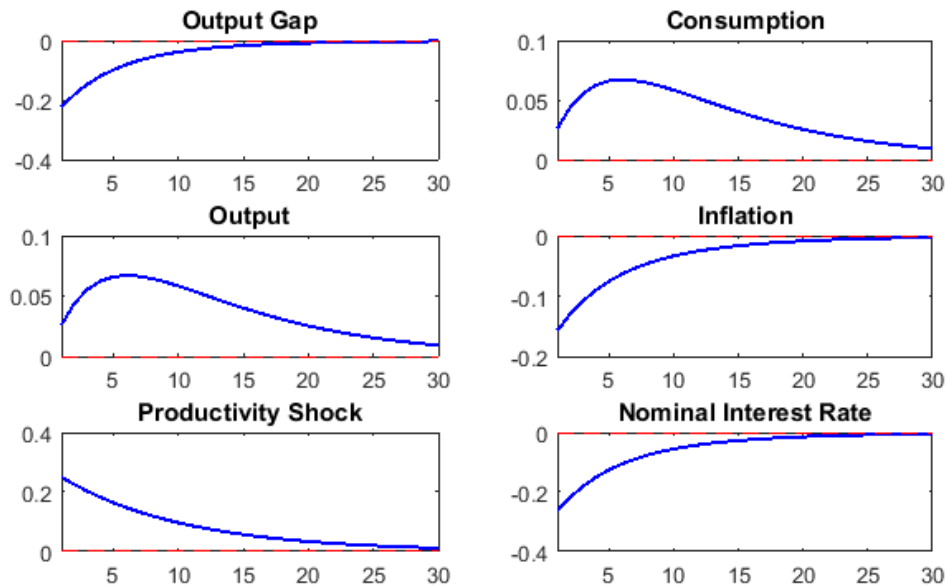 Output Gap
0
-0.2
-0.4
5 10 15 20 25 30
Consumption
0.1
0.05
0
5 10 15 20 25 30
Output
0.1
0.05
0
5 10 15 20 25 30
Inflation
0
-0.1
-0.2
5 10 15 20 25 30
Productivity Shock
0.4
0.2
0
5 10 15 20 25 30
Nominal Interest Rate
0
-0.2
-0.4
5 10 15 20 25 30